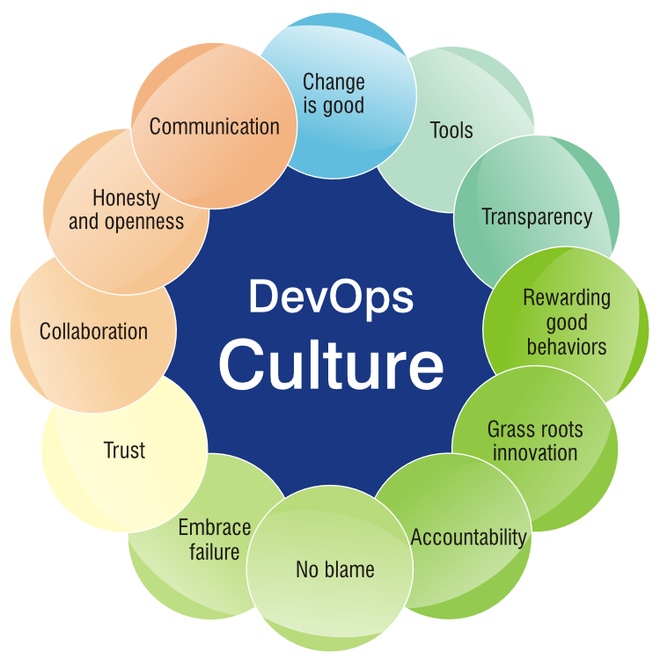 DevOps
Culture
Change
is good
Tools
Transparency
Rewarding
good
behaviors
Grass roots
innovation
Accountability
No blame
Embrace
failure
Trust
Collaboration
Honesty
and openness
Communication